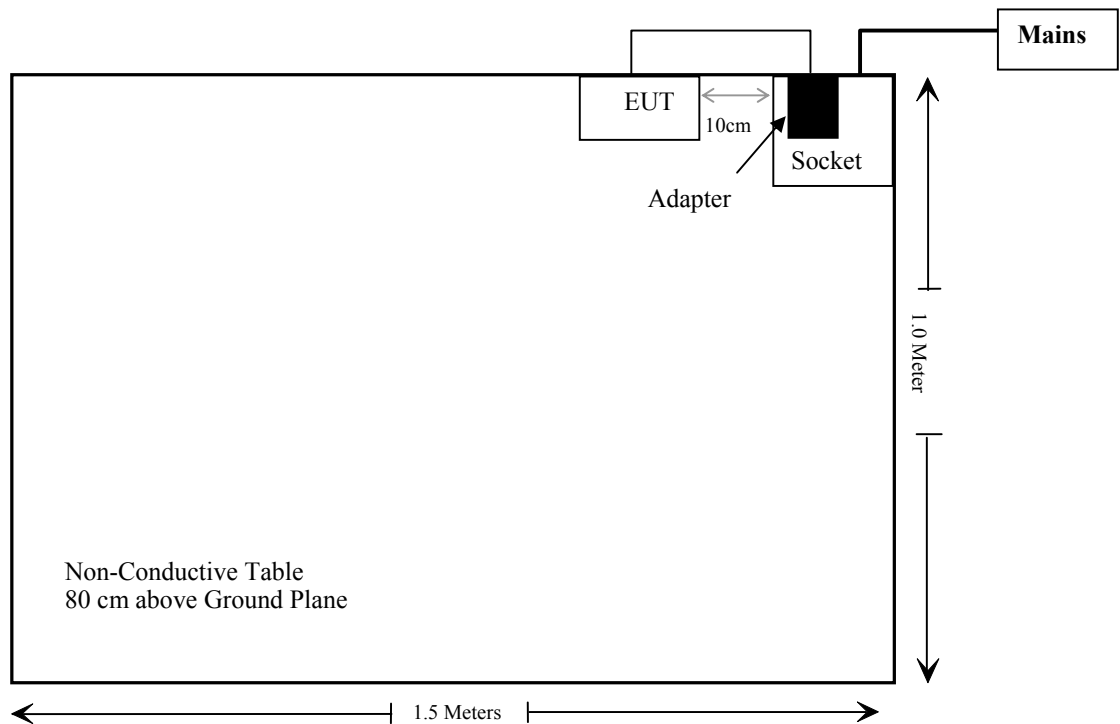 Mains
EUT
10cm
Socket
Adapter
1.0 Meter
Non-Conductive Table
80 cm above Ground Plane
1.5 Meters